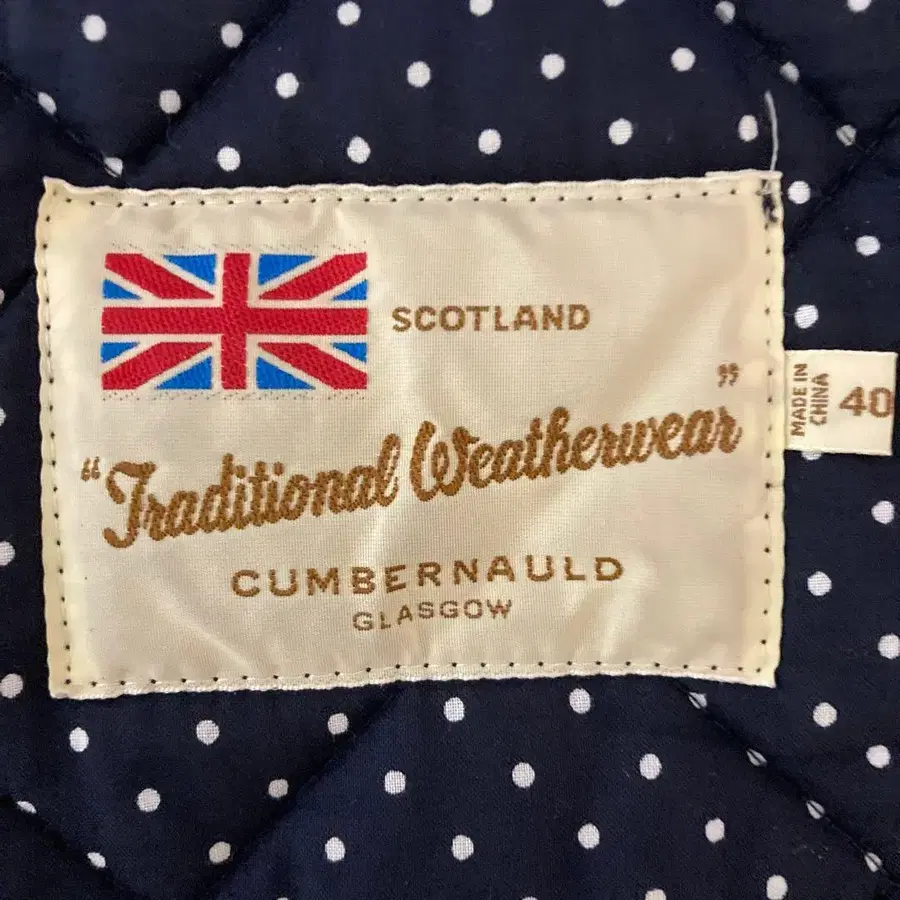 SCOTLAND
"Traditional Weatherwear"
CUMBERNAULD
GLASGOW
MADE IN
CHINA
40